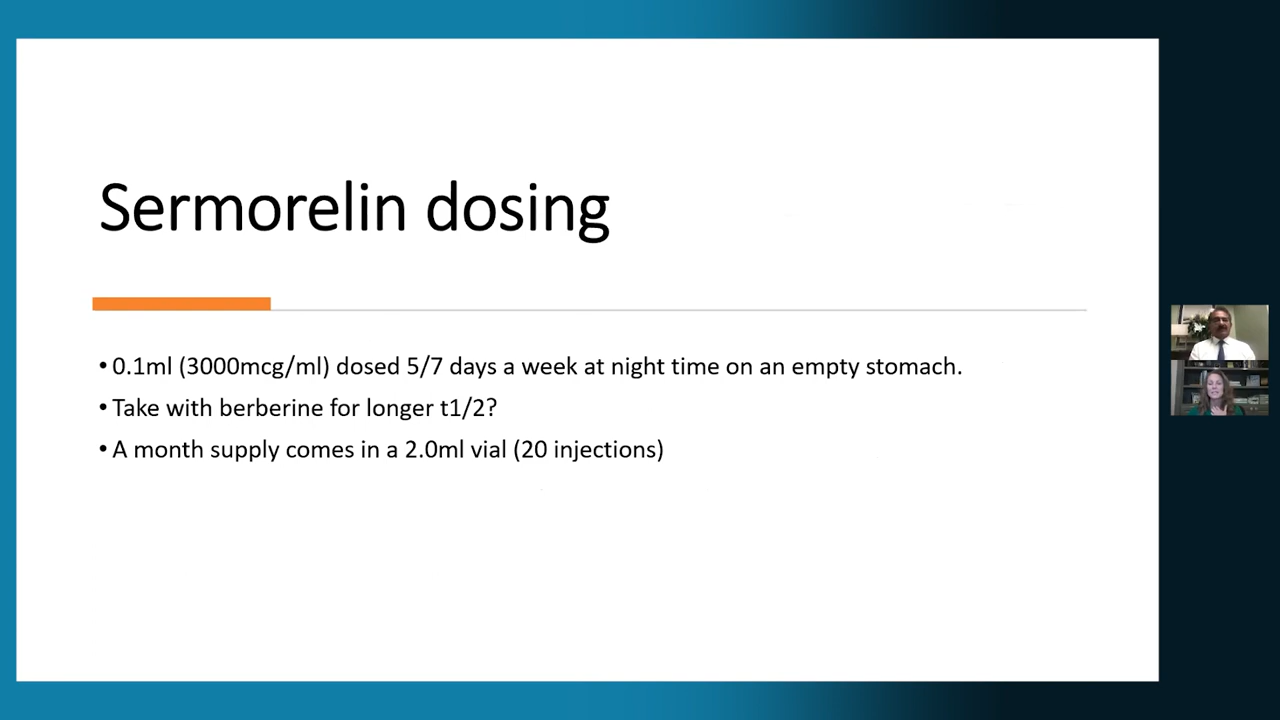 Sermorelin dosing
• 0.1ml (3000mcg/ml) dosed 5/7 days a week at night time on an empty stomach.
• Take with berberine for longer t1/2?
• A month supply comes in a 2.0ml vial (20 injections)